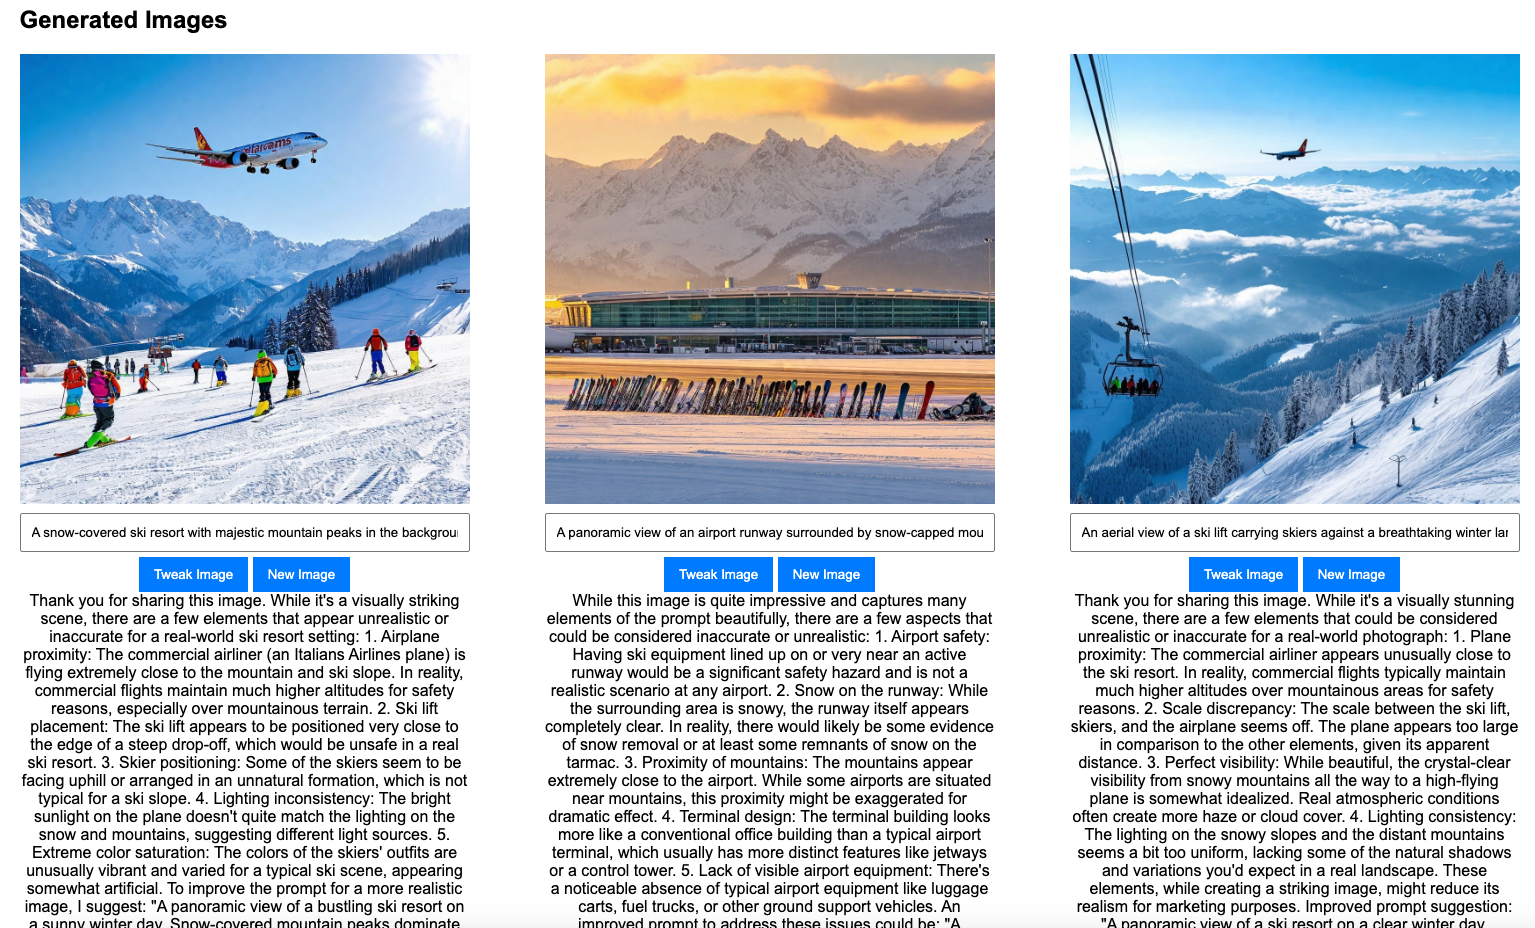 Generated Images
A snow-covered ski resort with majestic mountain peaks in the backgrou
Tweak Image
New Image
Thank you for sharing this image. While it's a visually striking
scene, there are a few elements that appear unrealistic or
inaccurate for a real-world ski resort setting: 1. Airplane
proximity: The commercial airliner (an Italians Airlines plane) is
flying extremely close to the mountain and ski slope. In reality,
commercial flights maintain much higher altitudes for safety
reasons, especially over mountainous terrain. 2. Ski lift
placement: The ski lift appears to be positioned very close to
the edge of a steep drop-off, which would be unsafe in a real
ski resort. 3. Skier positioning: Some of the skiers seem to be
facing uphill or arranged in an unnatural formation, which is not
typical for a ski slope. 4. Lighting inconsistency: The bright
sunlight on the plane doesn't quite match the lighting on the
snow and mountains, suggesting different light sources. 5.
Extreme color saturation: The colors of the skiers' outfits are
unusually vibrant and varied for a typical ski scene, appearing
somewhat artificial. To improve the prompt for a more realistic
image, I suggest: "A panoramic view of a bustling ski resort on
a sunny winter day. Snow-covered mountain peaks dominate
A panoramic view of an airport runway surrounded by snow-capped mou
Tweak Image
New Image
While this image is quite impressive and captures many
elements of the prompt beautifully, there are a few aspects that
could be considered inaccurate or unrealistic: 1. Airport safety:
Having ski equipment lined up on or very near an active
runway would be a significant safety hazard and is not a
realistic scenario at any airport. 2. Snow on the runway: While
the surrounding area is snowy, the runway itself appears
completely clear. In reality, there would likely be some evidence
of snow removal or at least some remnants of snow on the
tarmac. 3. Proximity of mountains: The mountains appear
extremely close to the airport. While some airports are situated
near mountains, this proximity might be exaggerated for
dramatic effect. 4. Terminal design: The terminal building looks
more like a conventional office building than a typical airport
terminal, which usually has more distinct features like jetways
or a control tower. 5. Lack of visible airport equipment: There's
a noticeable absence of typical airport equipment like luggage
carts, fuel trucks, or other ground support vehicles. An
improved prompt to address these issues could be: "A
An aerial view of a ski lift carrying skiers against a breathtaking winter lan
Tweak Image
New Image
Thank you for sharing this image. While it's a visually stunning
scene, there are a few elements that could be considered
unrealistic or inaccurate for a real-world photograph: 1. Plane
proximity: The commercial airliner appears unusually close to
the ski resort. In reality, commercial flights typically maintain
much higher altitudes over mountainous areas for safety
reasons. 2. Scale discrepancy: The scale between the ski lift,
skiers, and the airplane seems off. The plane appears too large
in comparison to the other elements, given its apparent
distance. 3. Perfect visibility: While beautiful, the crystal-clear
visibility from snowy mountains all the way to a high-flying
plane is somewhat idealized. Real atmospheric conditions
often create more haze or cloud cover. 4. Lighting consistency:
The lighting on the snowy slopes and the distant mountains
seems a bit too uniform, lacking some of the natural shadows
and variations you'd expect in a real landscape. These
elements, while creating a striking image, might reduce its
realism for marketing purposes. Improved prompt suggestion:
"A panoramic view of a ski resort on a clear winter day